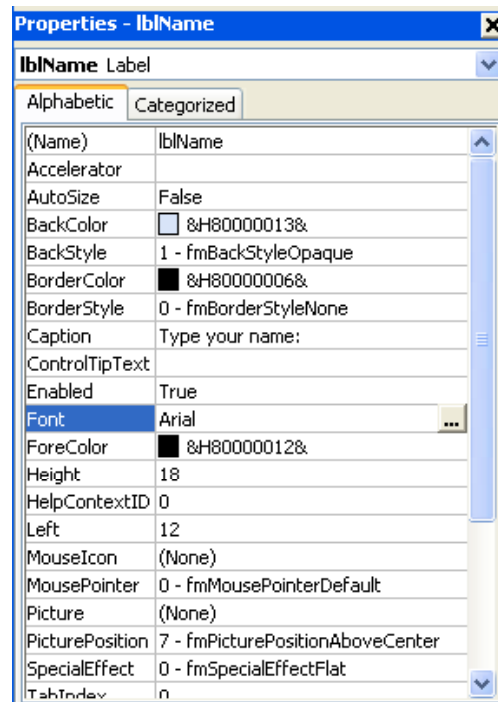 Properties - lblName
lblName Label
Alphabetic Categorized
(Name) lblName
Accelerator
AutoSize False
BackColor &H80000013&
BackStyle 1 - fmBackStyleOpaque
BorderColor &H80000006&
BorderStyle 0 - fmBorderStyleNone
Caption Type your name:
ControlTipText
Enabled True
Font Arial ...
ForeColor &H80000012&
Height 18
HelpContextID 0
Left 12
MouseIcon (None)
MousePointer 0 - fmMousePointerDefault
Picture (None)
PicturePosition 7 - fmPicturePositionAboveCenter
SpecialEffect 0 - fmSpecialEffectFlat
TabIndex 0